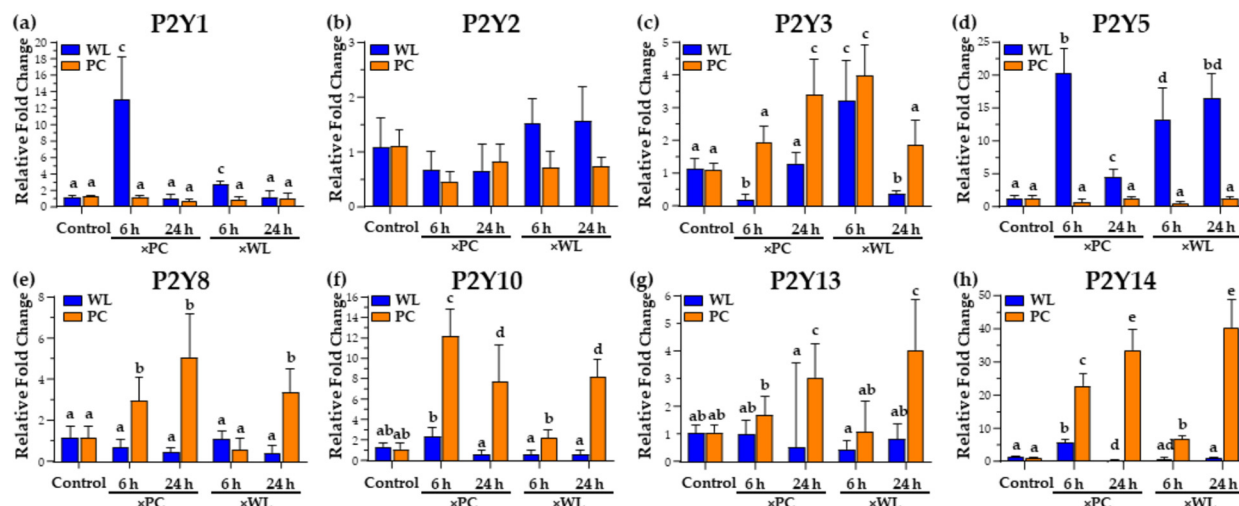 (a) P2Y1
Relative Fold Change
20
18
16
14
12
10
8
6
4
2
0
WL
PC
a a c a a a c a a a
Control 6 h 24 h 6 h 24 h
×PC ×WL
(b) P2Y2
Relative Fold Change
3
2
1
0
WL
PC
Control 6 h 24 h 6 h 24 h
×PC ×WL
(c) P2Y3
Relative Fold Change
5
4
3
2
1
0
WL
PC
a a b a a c c c b a
Control 6 h 24 h 6 h 24 h
×PC ×WL
(d) P2Y5
Relative Fold Change
25
20
15
10
5
0
WL
PC
a a b a c a d a bd a
Control 6 h 24 h 6 h 24 h
×PC ×WL
(e) P2Y8
Relative Fold Change
8
6
4
2
0
WL
PC
a a a b a b a a a b
Control 6 h 24 h 6 h 24 h
×PC ×WL
(f) P2Y10
Relative Fold Change
16
14
12
10
8
6
4
2
0
WL
PC
ab ab b c a d a b a d
Control 6 h 24 h 6 h 24 h
×PC ×WL
(g) P2Y13
Relative Fold Change
6
5
4
3
2
1
0
WL
PC
ab ab ab b a c a ab ab c
Control 6 h 24 h 6 h 24 h
×PC ×WL
(h) P2Y14
Relative Fold Change
50
40
30
20
10
0
WL
PC
a a b c d e ad b a e
Control 6 h 24 h 6 h 24 h
×PC ×WL